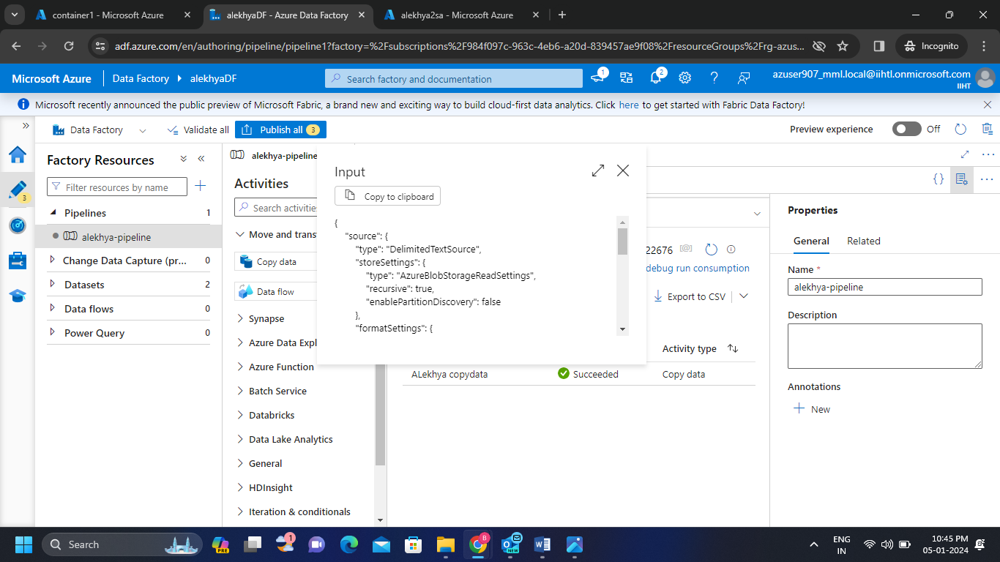 container1 - Microsoft Azure
alekhyaDF - Azure Data Factory
alekhya2sa - Microsoft Azure
adf.azure.com/en/authoring/pipeline/pipeline1?factory=%2Fsubscriptions%2F984f097c-963c-4eb6-a20d-839457ae9f08%2FresourceGroups%2Frg-azus...
Incognito
Microsoft Azure
Data Factory
alekhyaDF
Search factory and documentation
1
2
azuser907_mml.local@iihtl.onmicrosoft.com
IIHT
Microsoft recently announced the public preview of Microsoft Fabric, a brand new and exciting way to build cloud-first data analytics. Click here to get started with Fabric Data Factory!
Data Factory
Validate all
Publish all 3
Preview experience
Off
3
Factory Resources
Filter resources by name
Pipelines 1
alekhya-pipeline
Change Data Capture (pr... 0
Datasets 2
Data flows 0
Power Query 0
alekhya-pipeline
Activities
Search activities
Move and trans
Copy data
Data flow
Synapse
Azure Data Expl
Azure Function
Batch Service
Databricks
Data Lake Analytics
General
HDInsight
Iteration & conditionals
Input
Copy to clipboard
{
"source": {
"type": "DelimitedTextSource",
"storeSettings": {
"type": "AzureBlobStorageReadSettings",
"recursive": true,
"enablePartitionDiscovery": false
},
"formatSettings": {
22676
debug run consumption
Export to CSV
Activity type
ALekhya copydata Succeeded Copy data
Properties
General Related
Name *
alekhya-pipeline
Description
Annotations
New
Search
PRE
1
8
NEW
ENG
IN
10:45 PM
05-01-2024